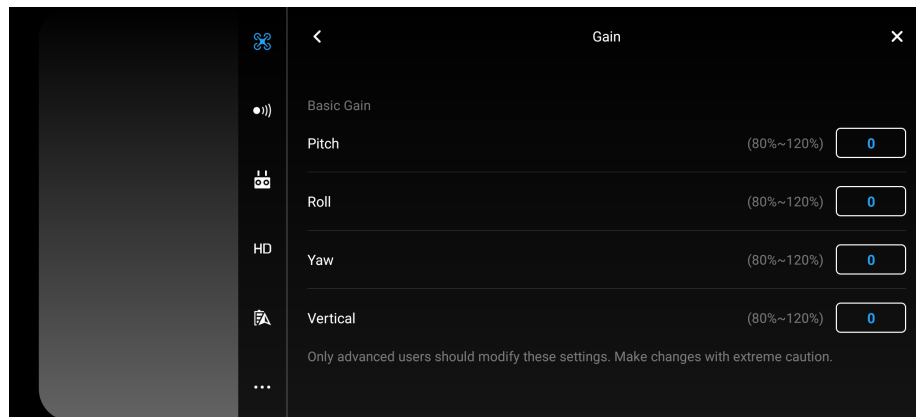 Gain
Basic Gain
Pitch (80%~120%) 0
Roll (80%~120%) 0
HD
Yaw (80%~120%) 0
Vertical (80%~120%) 0
Only advanced users should modify these settings. Make changes with extreme caution.